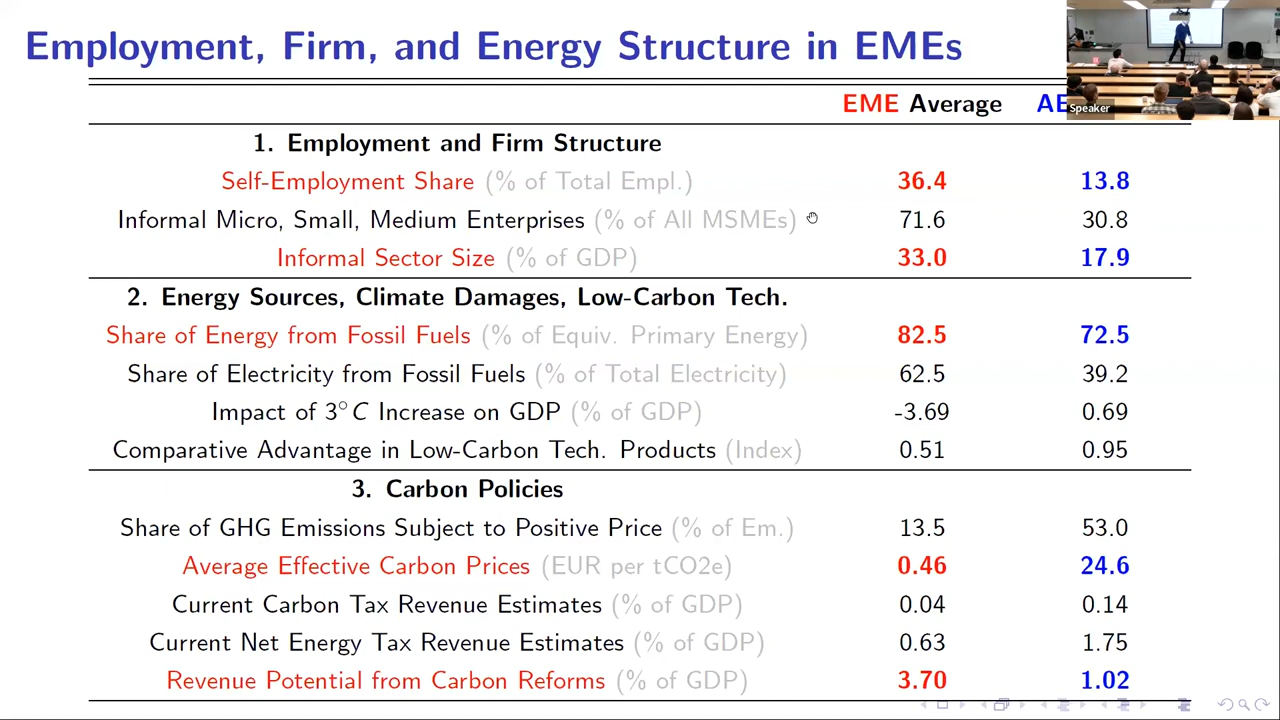 Employment, Firm, and Energy Structure in EMEs
EME Average AE
Speaker
1. Employment and Firm Structure
Self-Employment Share (% of Total Empl.) 36.4 13.8
Informal Micro, Small, Medium Enterprises (% of All MSMEs) 71.6 30.8
Informal Sector Size (% of GDP) 33.0 17.9
2. Energy Sources, Climate Damages, Low-Carbon Tech.
Share of Energy from Fossil Fuels (% of Equiv. Primary Energy) 82.5 72.5
Share of Electricity from Fossil Fuels (% of Total Electricity) 62.5 39.2
Impact of 3°C Increase on GDP (% of GDP) -3.69 0.69
Comparative Advantage in Low-Carbon Tech. Products (Index) 0.51 0.95
3. Carbon Policies
Share of GHG Emissions Subject to Positive Price (% of Em.) 13.5 53.0
Average Effective Carbon Prices (EUR per tCO2e) 0.46 24.6
Current Carbon Tax Revenue Estimates (% of GDP) 0.04 0.14
Current Net Energy Tax Revenue Estimates (% of GDP) 0.63 1.75
Revenue Potential from Carbon Reforms (% of GDP) 3.70 1.02